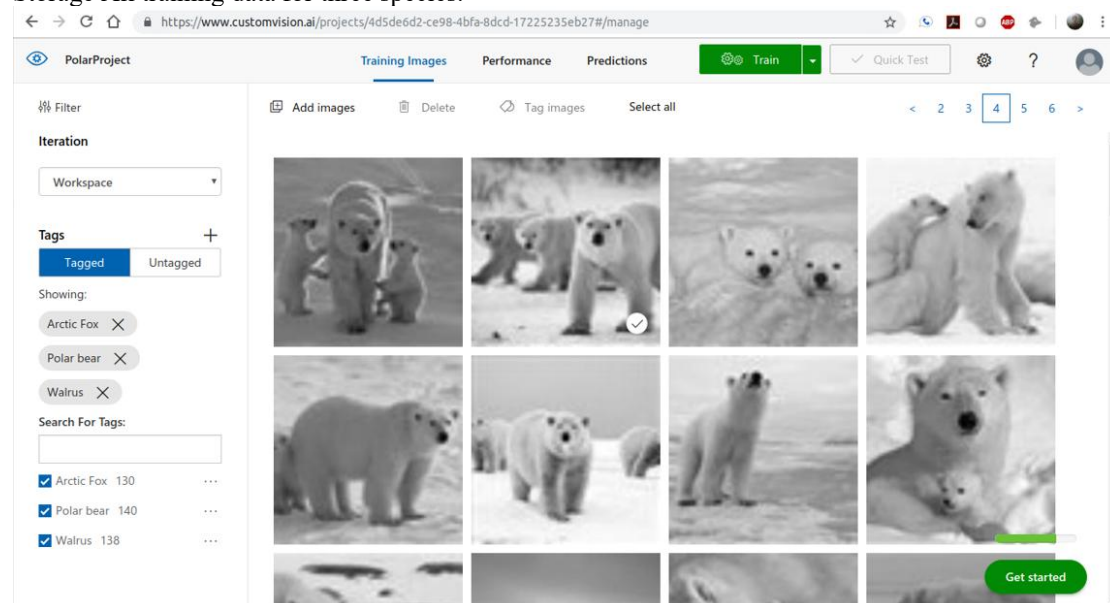 https://www.customvision.ai/projects/4d5de6d2-ce98-4bfa-8dcd-17225235eb27#/manage
PolarProject Training Images Performance Predictions Train Quick Test ?
Filter Add images Delete Tag images Select all < 2 3 4 5 6 >
Iteration
Workspace
Tags +
Tagged Untagged
Showing:
Arctic Fox X
Polar bear X
Walrus X
Search For Tags:
Arctic Fox 130 ...
Polar bear 140 ...
Walrus 138 ...
Get started